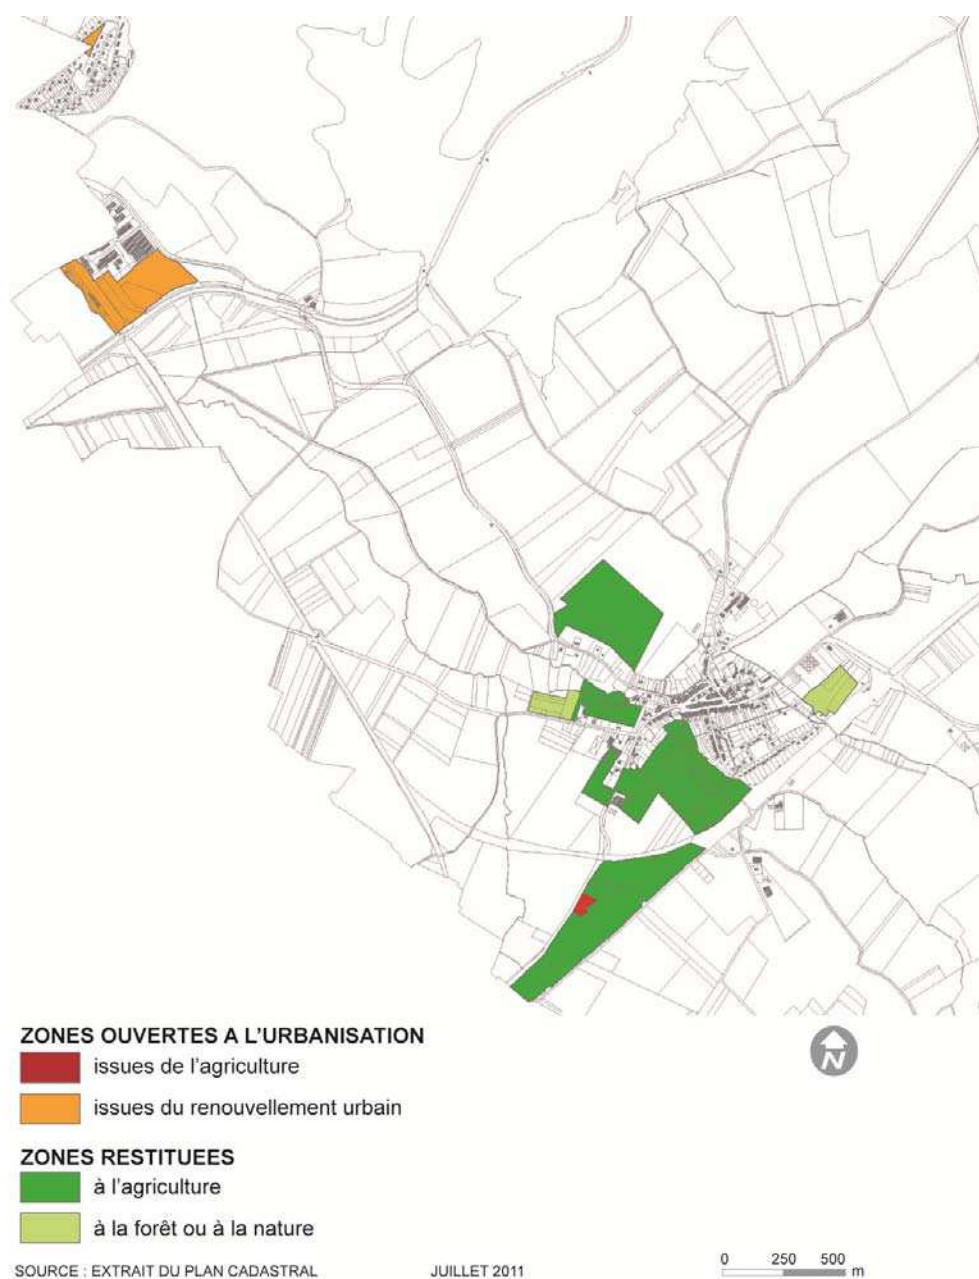 N
ZONES OUVERTES A L'URBANISATION
issues de l'agriculture
issues du renouvellement urbain
ZONES RESTITUEES
à l'agriculture
à la forêt ou à la nature
SOURCE : EXTRAIT DU PLAN CADASTRAL JUILLET 2011 0 250 500 m